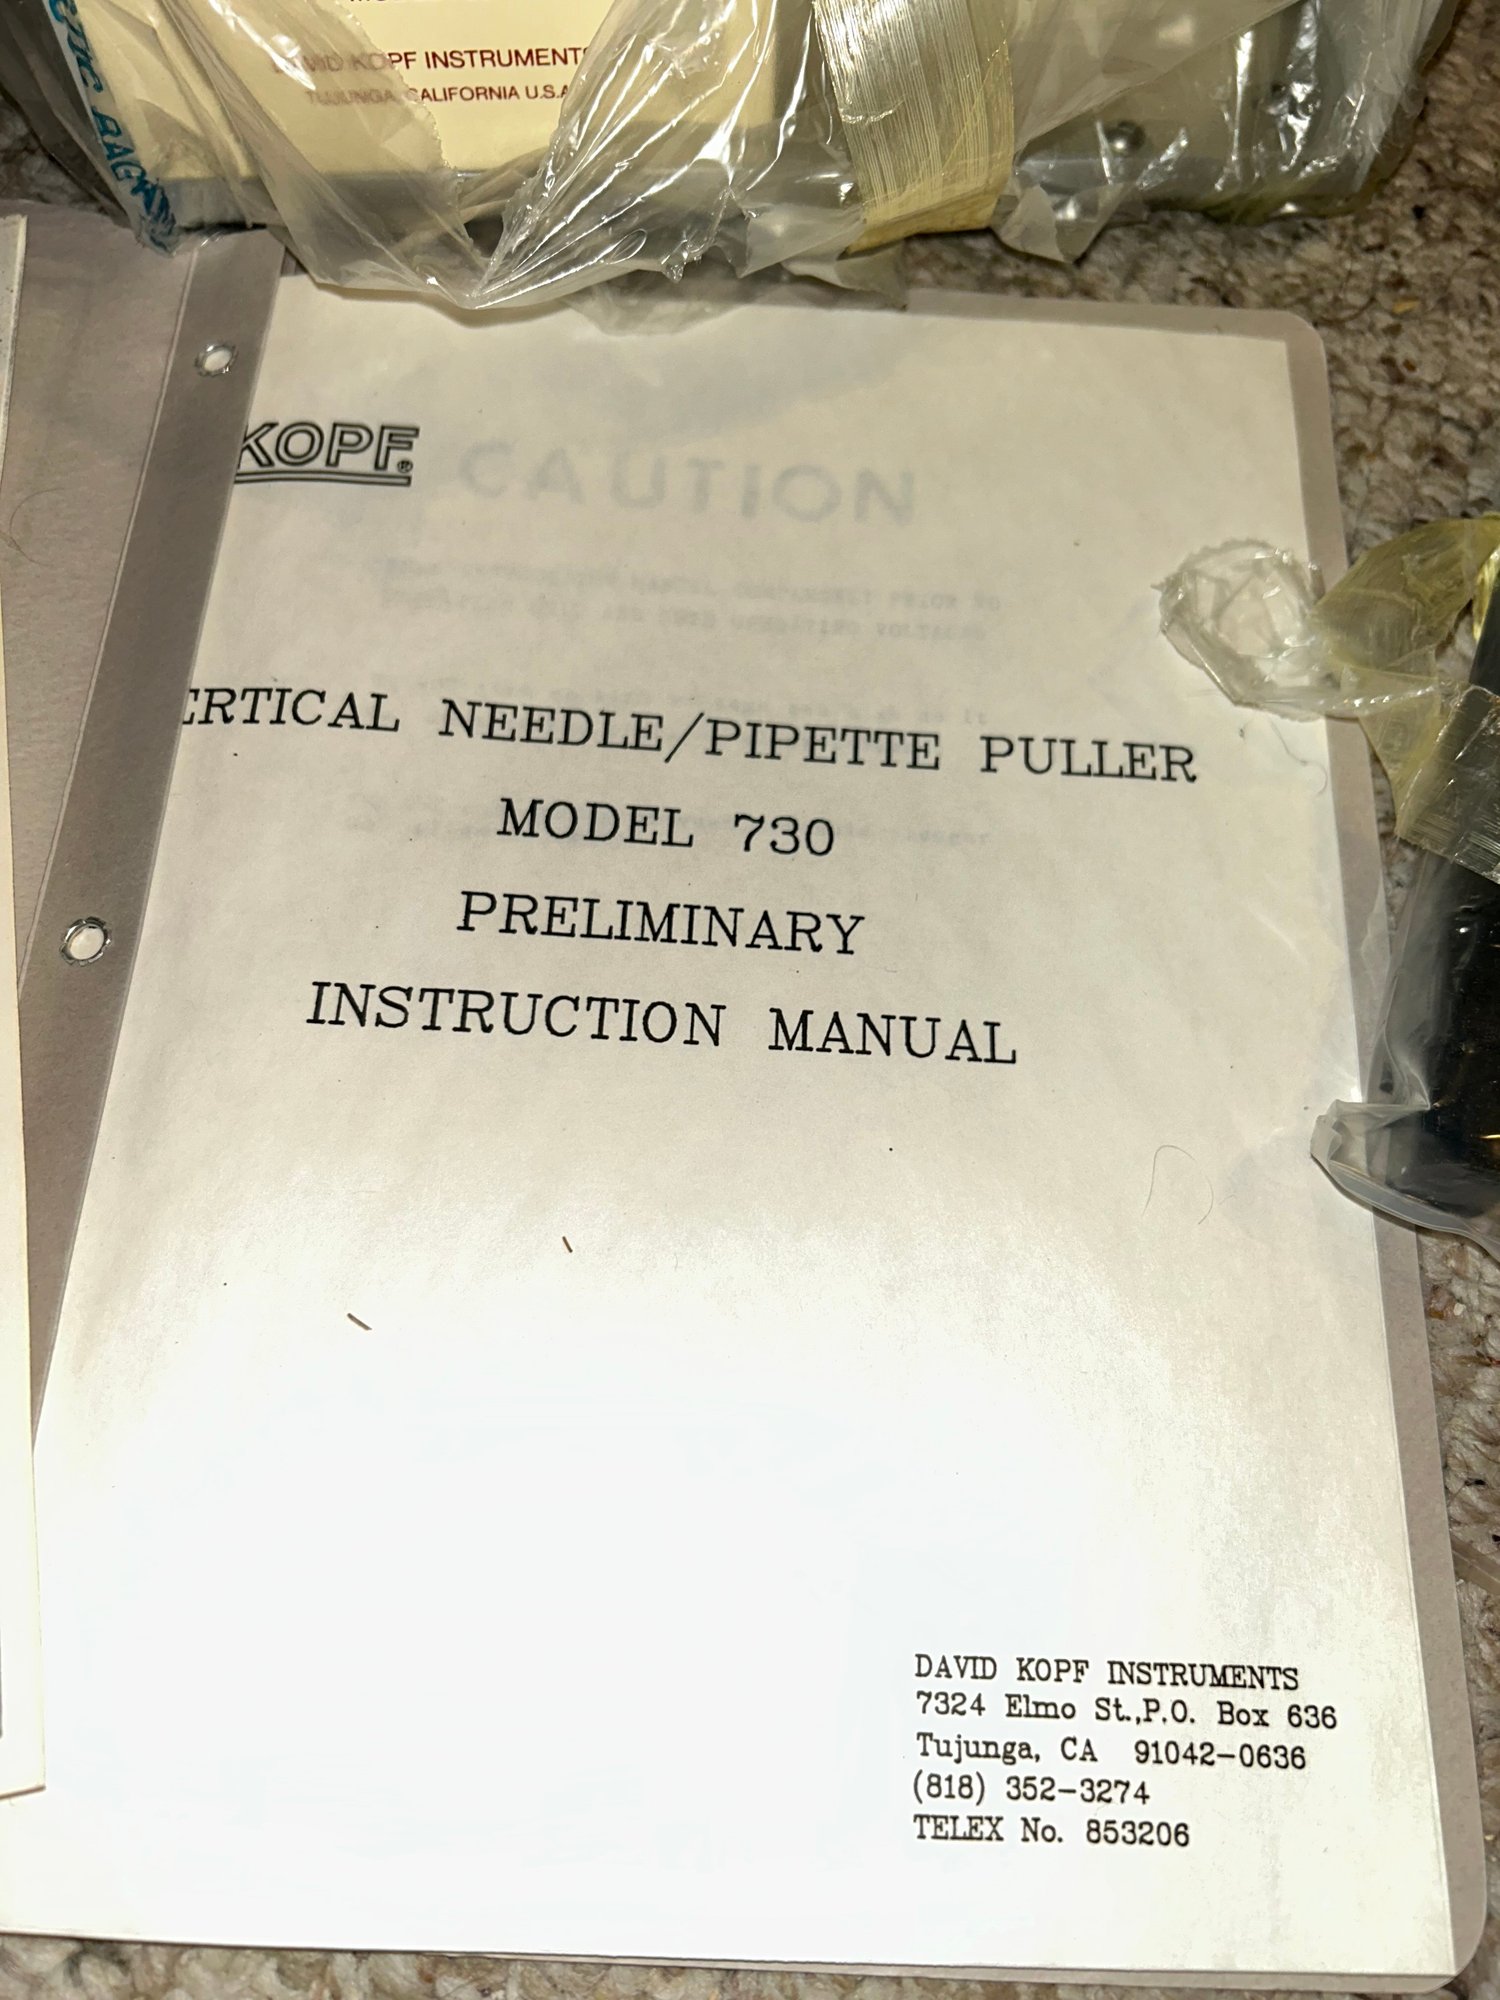 DAVID KOPF INSTRUMENTS
TUJUNGA, CALIFORNIA U.S.A
KOPF®
CAUTION
ERTICAL NEEDLE/PIPETTE PULLER
MODEL 730
PRELIMINARY
INSTRUCTION MANUAL
DAVID KOPF INSTRUMENTS
7324 Elmo St.,P.O. Box 636
Tujunga, CA 91042-0636
(818) 352-3274
TELEX No. 853206